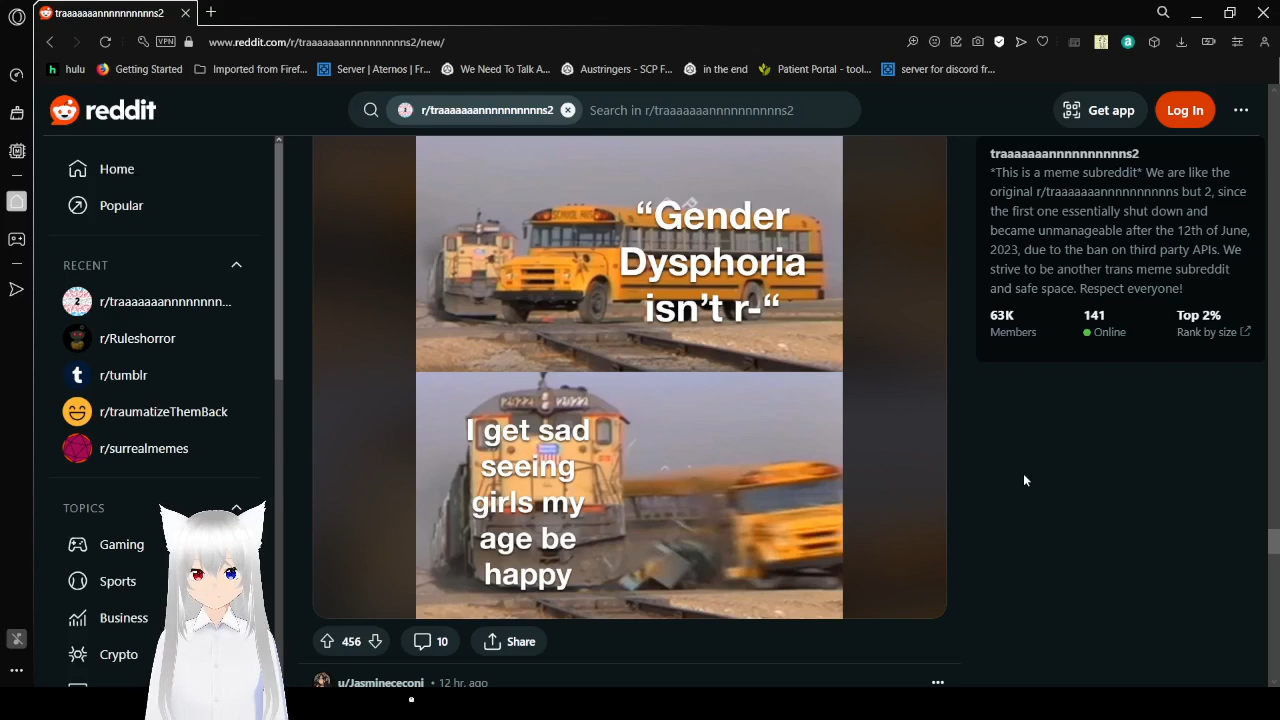 traaaaaaannnnnnnnnns2
VPN
www.reddit.com/r/traaaaaaannnnnnnnnns2/new/
hulu
Getting Started
Imported from Firef...
Server | Aternos | Fr...
We Need To Talk A...
Austringers - SCP F...
in the end
Patient Portal - tool...
server for discord fr...
reddit
r/traaaaaaannnnnnnnnns2
Search in r/traaaaaaannnnnnnnnns2
Get app
Log In
Home
Popular
RECENT
r/traaaaaaannnnnnnn...
r/Ruleshorror
r/tumblr
r/traumatizeThemBack
r/surrealmemes
TOPICS
Gaming
Sports
Business
Crypto
SCHOOL BUS
“Gender
Dysphoria
isn’t r-“
I get sad
seeing
girls my
age be
happy
456
10
Share
u/Jasminececoni • 12 hr. ago
traaaaaaannnnnnnnnns2
*This is a meme subreddit* We are like the
original r/traaaaaaannnnnnnnnns but 2, since
the first one essentially shut down and
became unmanageable after the 12th of June,
2023, due to the ban on third party APIs. We
strive to be another trans meme subreddit
and safe space. Respect everyone!
63K
Members
141
Online
Top 2%
Rank by size